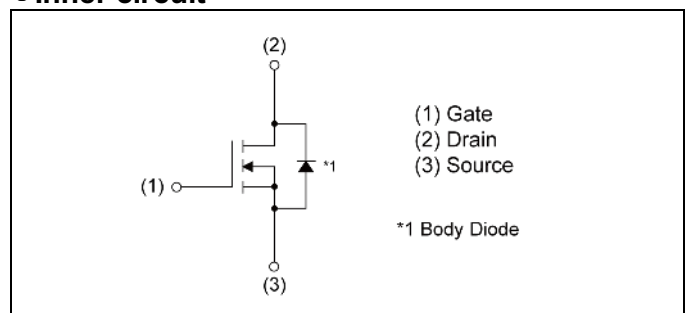 Inner circuit
(2)
(1) Gate
(2) Drain
(3) Source
*1
(1)
*1 Body Diode
(3)